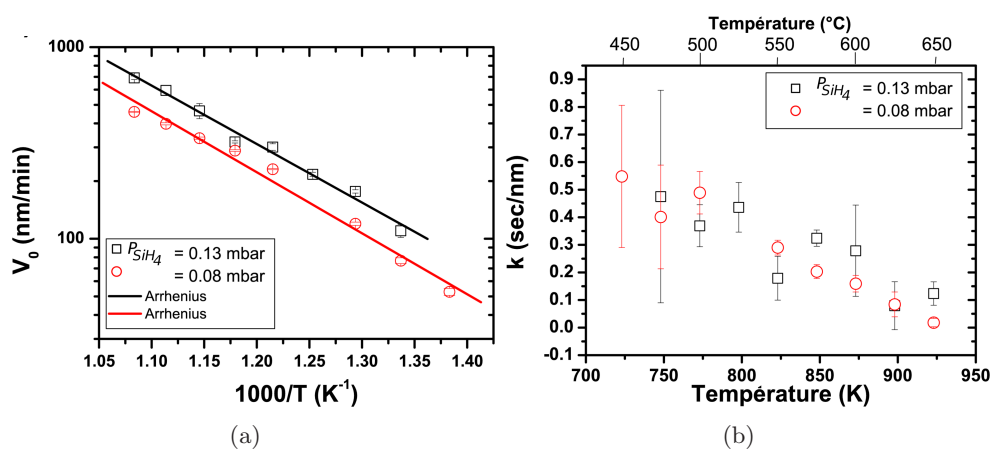 1000
100
V₀ (nm/min)
P_SiH₄ = 0.13 mbar
= 0.08 mbar
Arrhenius
Arrhenius
1.05 1.10 1.15 1.20 1.25 1.30 1.35 1.40
1000/T (K⁻¹)
(a)
Température (°C)
450 500 550 600 650
0.9
0.8
0.7
0.6
0.5
0.4
0.3
0.2
0.1
0.0
-0.1
k (sec/nm)
P_SiH₄ = 0.13 mbar
= 0.08 mbar
700 750 800 850 900 950
Température (K)
(b)